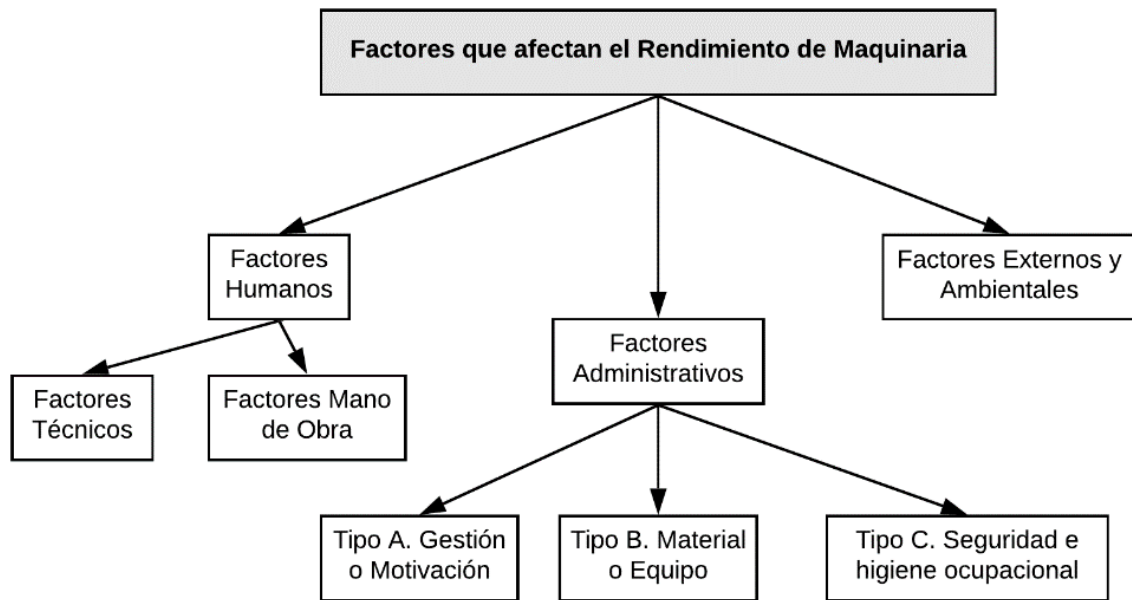 Factores que afectan el Rendimiento de Maquinaria
Factores
Humanos
Factores Externos y
Ambientales
Factores
Administrativos
Factores
Técnicos
Factores Mano
de Obra
Tipo A. Gestión
o Motivación
Tipo B. Material
o Equipo
Tipo C. Seguridad e
higiene ocupacional